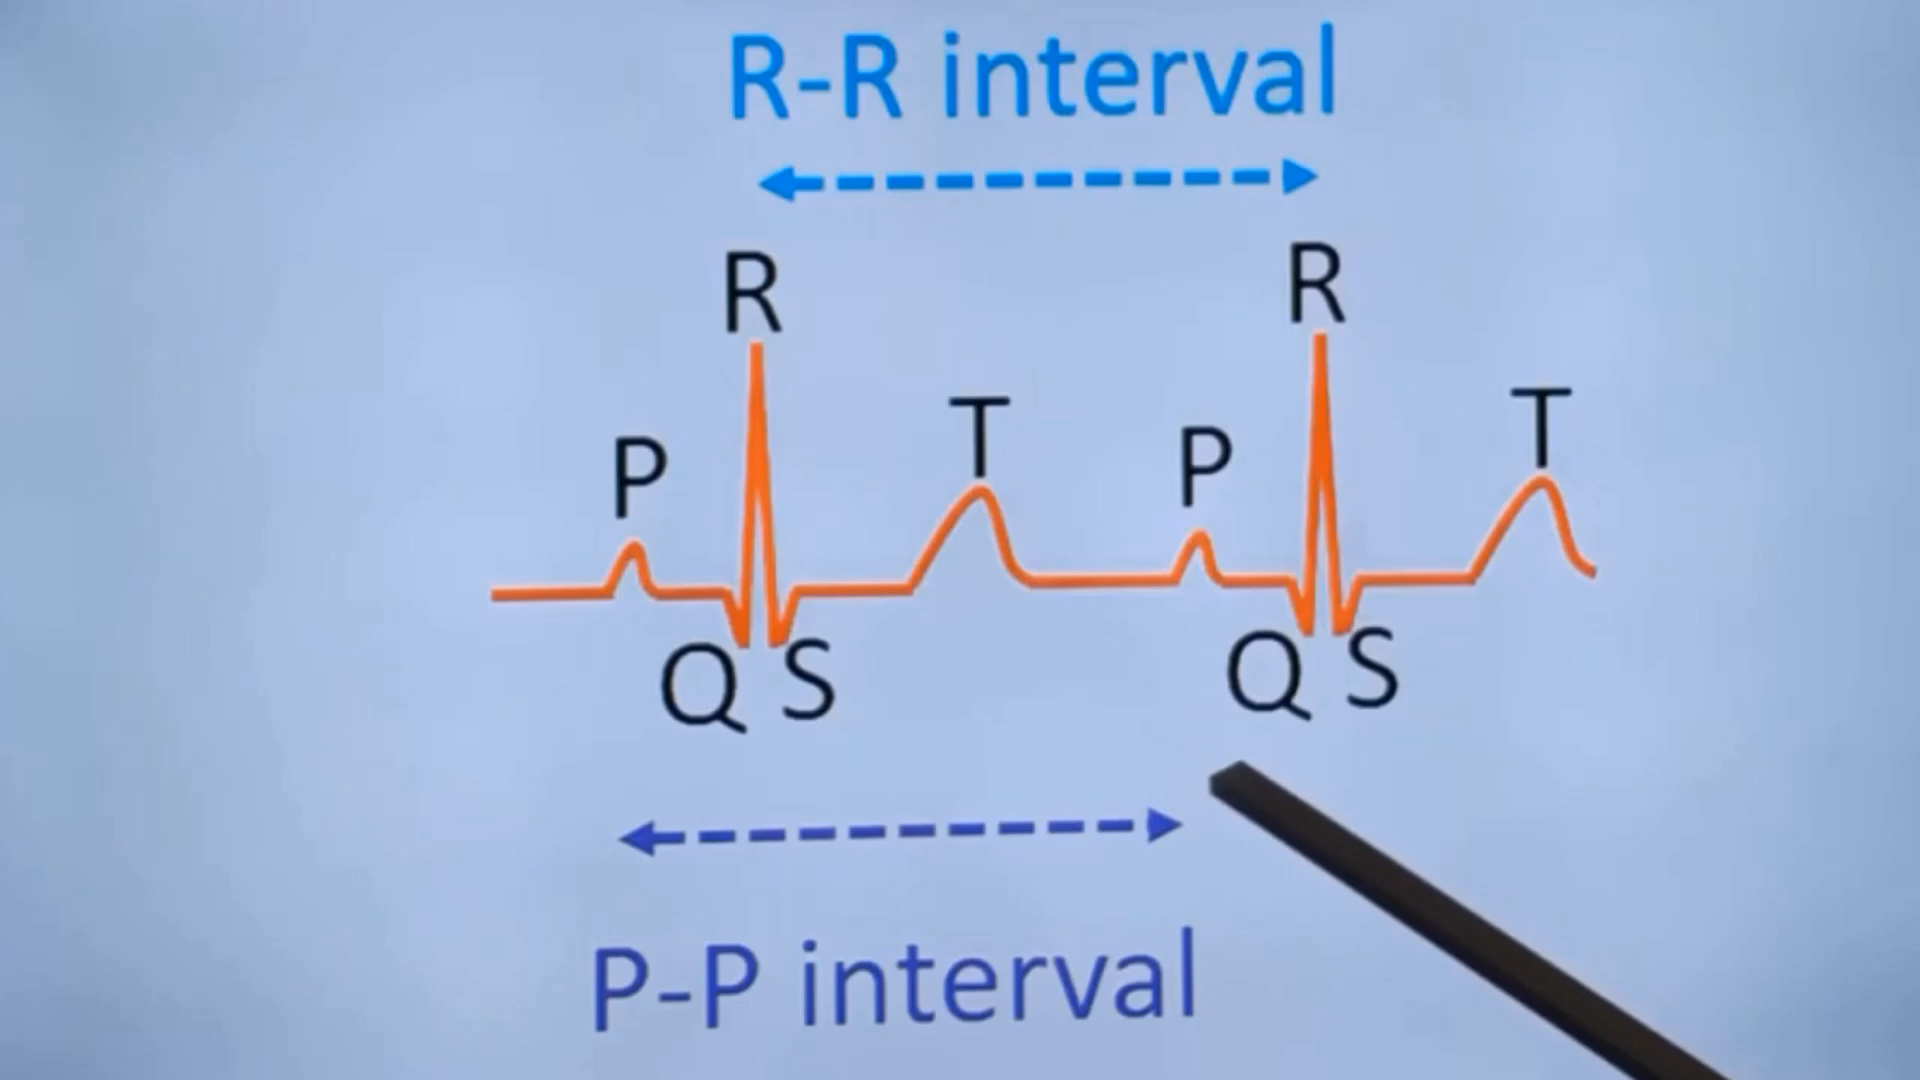 R-R interval
R R
P T P T
Q S Q S
P-P interval